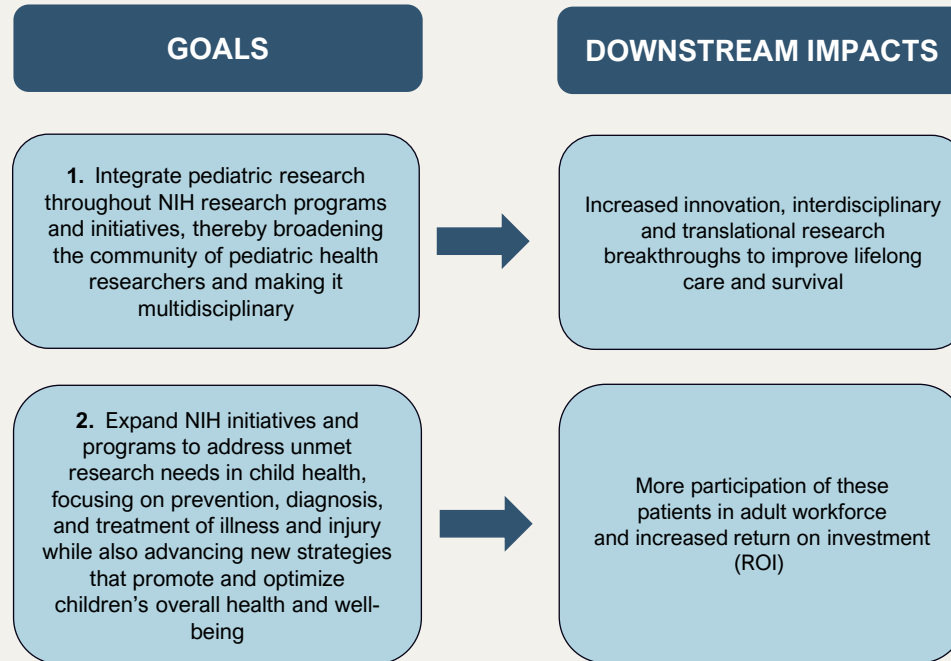 GOALS
DOWNSTREAM IMPACTS
1. Integrate pediatric research
throughout NIH research programs
and initiatives, thereby broadening
the community of pediatric health
researchers and making it
multidisciplinary
Increased innovation, interdisciplinary
and translational research
breakthroughs to improve lifelong
care and survival
2. Expand NIH initiatives and
programs to address unmet
research needs in child health,
focusing on prevention, diagnosis,
and treatment of illness and injury
while also advancing new strategies
that promote and optimize
children’s overall health and well-
being
More participation of these
patients in adult workforce
and increased return on investment
(ROI)